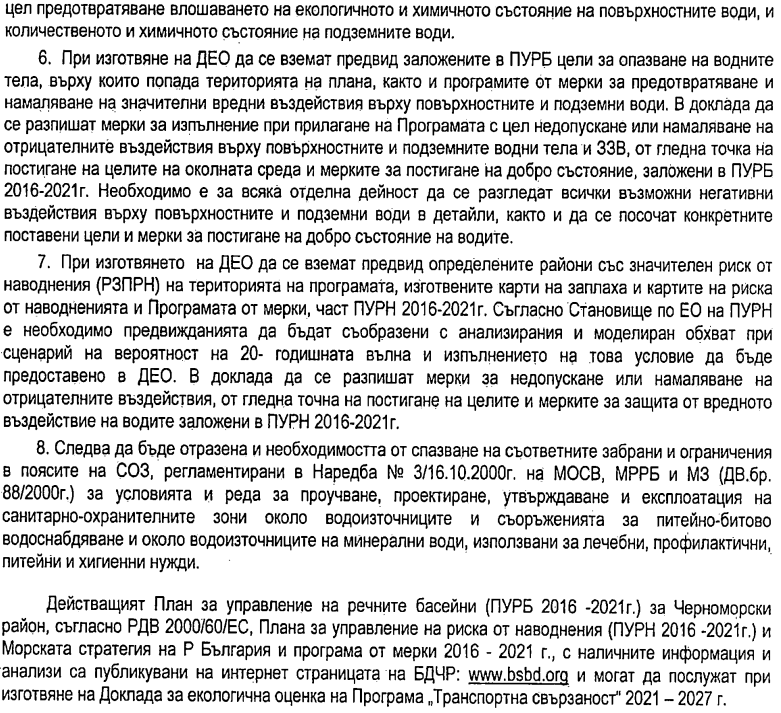 цел предотвратяване влошаването на екологичното и химичното състояние на повърхностните води, и
количественото и химичното състояние на подземните води.
6. При изготвяне на ДЕО да се вземат предвид заложените в ПУРБ цели за опазване на водните
тела, върху които попада територията на плана, както и програмите от мерки за предотвратяване и
намаляване на значителни вредни въздействия върху повърхностните и подземни води. В доклада да
се разпишат мерки за изпълнение при прилагане на Програмата с цел недопускане или намаляване на
отрицателните въздействия върху повърхностните и подземните водни тела и ЗЗВ, от гледна точка на
постигане на целите на околната среда и мерките за постигане на добро състояние, заложени в ПУРБ
2016-2021г. Необходимо е за всяка отделна дейност да се разгледат всички възможни негативни
въздействия върху повърхностните и подземни води в детайли, както и да се посочат конкретните
поставени цели и мерки за постигане на добро състояние на водите.
7. При изготвянето на ДЕО да се вземат предвид определените райони със значителен риск от
наводнения (РЗПРН) на територията на програмата, изготвените карти на заплаха и картите на риска
от наводненията и Програмата от мерки, част ПУРН 2016-2021г. Съгласно Становище по ЕО на ПУРН
е необходимо предвижданията да бъдат съобразени с анализирания и моделиран обхват при
сценарий на вероятност на 20- годишната вълна и изпълнението на това условие да бъде
предоставено в ДЕО. В доклада да се разпишат мерки за недопускане или намаляване на
отрицателните въздействия, от гледна точна на постигане на целите и мерките за защита от вредното
въздействие на водите заложени в ПУРН 2016-2021г.
8. Следва да бъде отразена и необходимостта от спазване на съответните забрани и ограничения
в поясите на СОЗ, регламентирани в Наредба № 3/16.10.2000г. на МОСВ, МРРБ и МЗ (ДВ.бр.
88/2000г.) за условията и реда за проучване, проектиране, утвърждаване и експлоатация на
санитарно-охранителните зони около водоизточниците и съоръженията за питейно-битово
водоснабдяване и около водоизточниците на минерални води, използвани за лечебни, профилактични,
питейни и хигиенни нужди.
Действащият План за управление на речните басейни (ПУРБ 2016 -2021г.) за Черноморски
район, съгласно РДВ 2000/60/ЕС, Плана за управление на риска от наводнения (ПУРН 2016 -2021г.) и
Морската стратегия на Р България и програма от мерки 2016 - 2021 г., с наличните информация и
анализи са публикувани на интернет страницата на БДЧР: www.bsbd.org и могат да послужат при
изготвяне на Доклада за екологична оценка на Програма „Транспортна свързаност" 2021 – 2027 г.